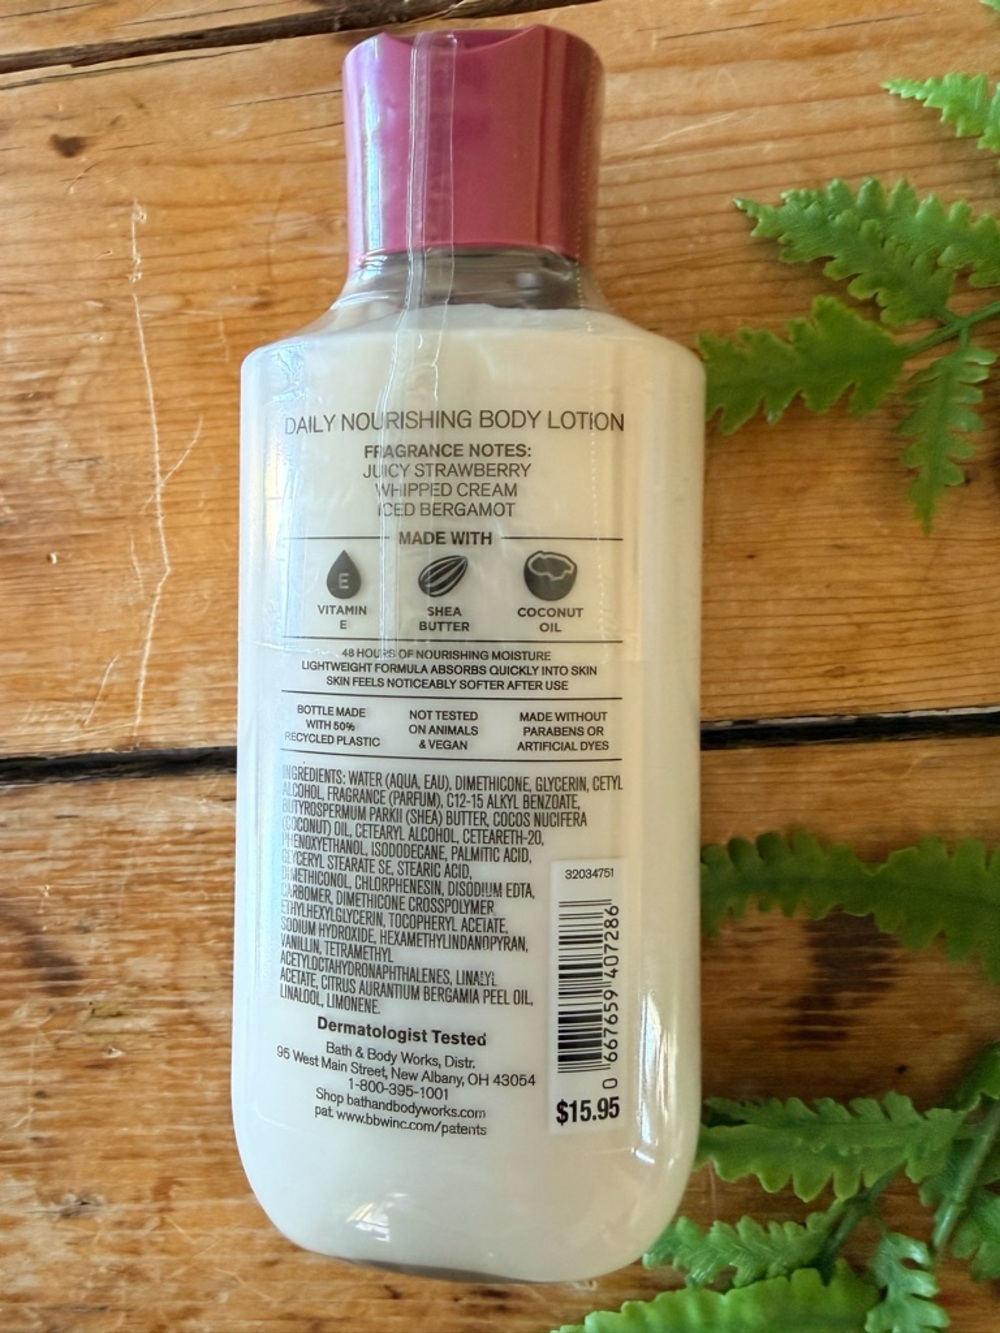 DAILY NOURISHING BODY LOTION
FRAGRANCE NOTES:
JUICY STRAWBERRY
WHIPPED CREAM
ICED BERGAMOT
MADE WITH
E
VITAMIN
E
SHEA
BUTTER
COCONUT
OIL
48 HOURS OF NOURISHING MOISTURE
LIGHTWEIGHT FORMULA ABSORBS QUICKLY INTO SKIN
SKIN FEELS NOTICEABLY SOFTER AFTER USE
BOTTLE MADE
WITH 50%
RECYCLED PLASTIC
NOT TESTED
ON ANIMALS
& VEGAN
MADE WITHOUT
PARABENS OR
ARTIFICIAL DYES
INGREDIENTS: WATER (AQUA, EAU), DIMETHICONE, GLYCERIN, CETYL
ALCOHOL, FRAGRANCE (PARFUM), C12-15 ALKYL BENZOATE,
BUTYROSPERMUM PARKII (SHEA) BUTTER, COCOS NUCIFERA
(COCONUT) OIL, CETEARYL ALCOHOL, CETEARETH-20,
PHENOXYETHANOL, ISODODECANE, PALMITIC ACID,
GLYCERYL STEARATE SE, STEARIC ACID,
DIMETHICONOL, CHLORPHENESIN, DISODIUM EDTA,
CARBOMER, DIMETHICONE CROSSPOLYMER,
ETHYLHEXYLGLYCERIN, TOCOPHERYL ACETATE,
SODIUM HYDROXIDE, HEXAMETHYLINDANOPYRAN,
VANILLIN, TETRAMETHYL
ACETYLOCTAHYDRONAPHTHALENES, LINALYL
ACETATE, CITRUS AURANTIUM BERGAMIA PEEL OIL,
LINALOOL, LIMONENE.
Dermatologist Tested
Bath & Body Works, Distr.
95 West Main Street, New Albany, OH 43054
1-800-395-1001
Shop bathandbodyworks.com
pat. www.bbwinc.com/patents
32034751
0 667659 407286
$15.95